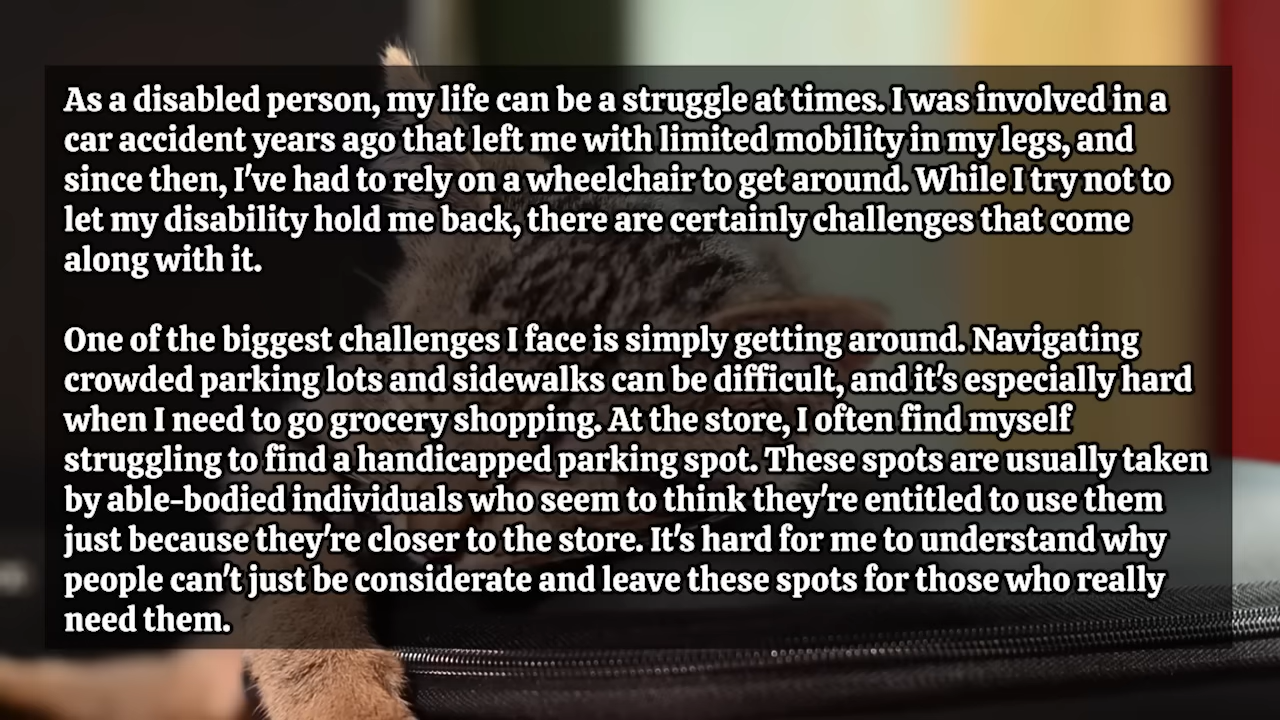 As a disabled person, my life can be a struggle at times. I was involved in a
car accident years ago that left me with limited mobility in my legs, and
since then, I've had to rely on a wheelchair to get around. While I try not to
let my disability hold me back, there are certainly challenges that come
along with it.
One of the biggest challenges I face is simply getting around. Navigating
crowded parking lots and sidewalks can be difficult, and it's especially hard
when I need to go grocery shopping. At the store, I often find myself
struggling to find a handicapped parking spot. These spots are usually taken
by able-bodied individuals who seem to think they're entitled to use them
just because they're closer to the store. It's hard for me to understand why
people can't just be considerate and leave these spots for those who really
need them.